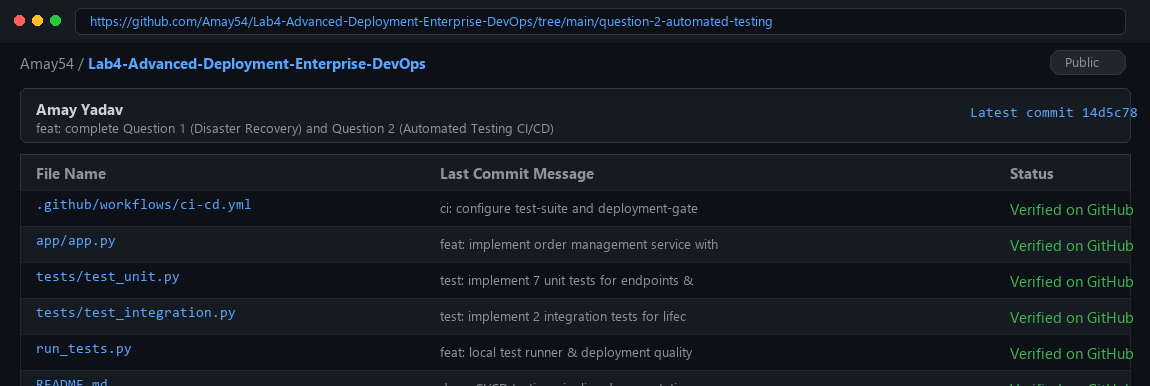 https://github.com/Amay54/Lab4-Advanced-Deployment-Enterprise-DevOps/tree/main/question-2-automated-testing
Amay54 / Lab4-Advanced-Deployment-Enterprise-DevOps Public
Amay Yadav
feat: complete Question 1 (Disaster Recovery) and Question 2 (Automated Testing CI/CD)
Latest commit 14d5c78
File Name Last Commit Message Status
.github/workflows/ci-cd.yml ci: configure test-suite and deployment-gate Verified on GitHub
app/app.py feat: implement order management service with Verified on GitHub
tests/test_unit.py test: implement 7 unit tests for endpoints & Verified on GitHub
tests/test_integration.py test: implement 2 integration tests for lifec Verified on GitHub
run_tests.py feat: local test runner & deployment quality Verified on GitHub
README.md Verified on GitHub